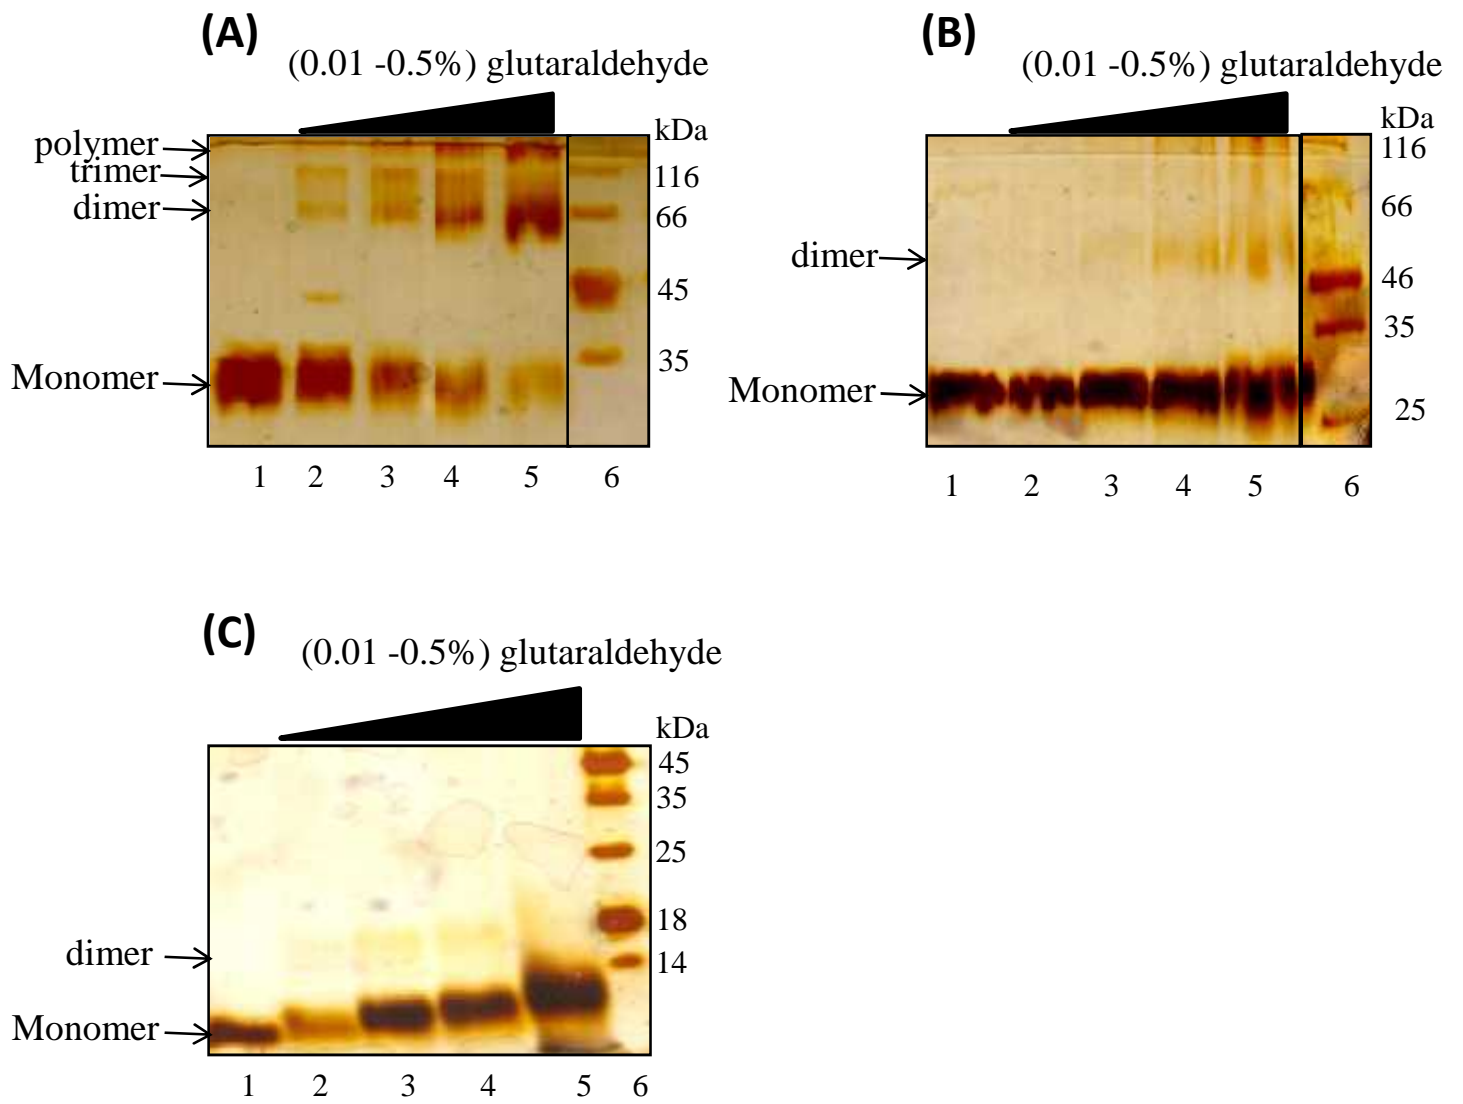 (A)
(0.01 -0.5%) glutaraldehyde
kDa
polymer
trimer
dimer
Monomer
116
66
45
35
1 2 3 4 5 6
(B)
(0.01 -0.5%) glutaraldehyde
kDa
116
66
dimer
46
35
Monomer
25
1 2 3 4 5 6
(C)
(0.01 -0.5%) glutaraldehyde
kDa
45
35
25
18
dimer
14
Monomer
1 2 3 4 5 6